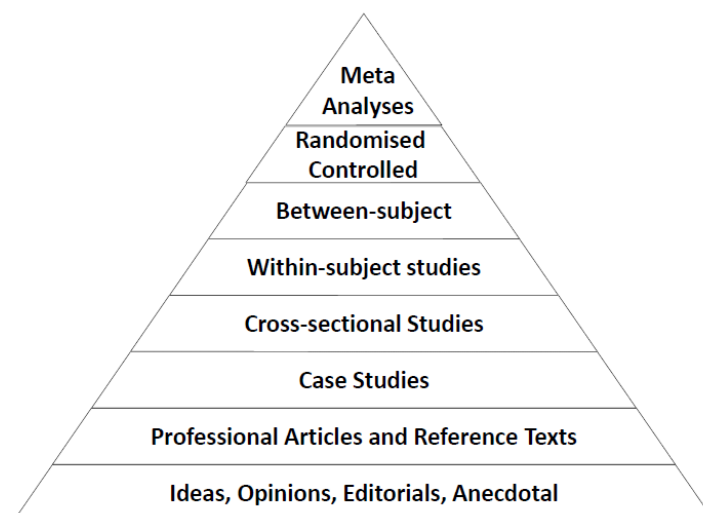 Meta
Analyses
Randomised
Controlled
Between-subject
Within-subject studies
Cross-sectional Studies
Case Studies
Professional Articles and Reference Texts
Ideas, Opinions, Editorials, Anecdotal